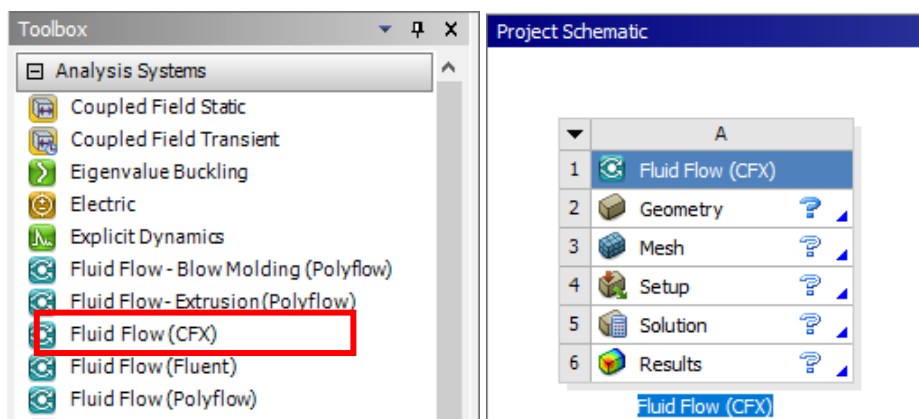 Toolbox
Analysis Systems
Coupled Field Static
Coupled Field Transient
Eigenvalue Buckling
Electric
Explicit Dynamics
Fluid Flow - Blow Molding (Polyflow)
Fluid Flow - Extrusion (Polyflow)
Fluid Flow (CFX)
Fluid Flow (Fluent)
Fluid Flow (Polyflow)
Project Schematic
A
1 Fluid Flow (CFX)
2 Geometry ?
3 Mesh ?
4 Setup ?
5 Solution ?
6 Results ?
Fluid Flow (CFX)